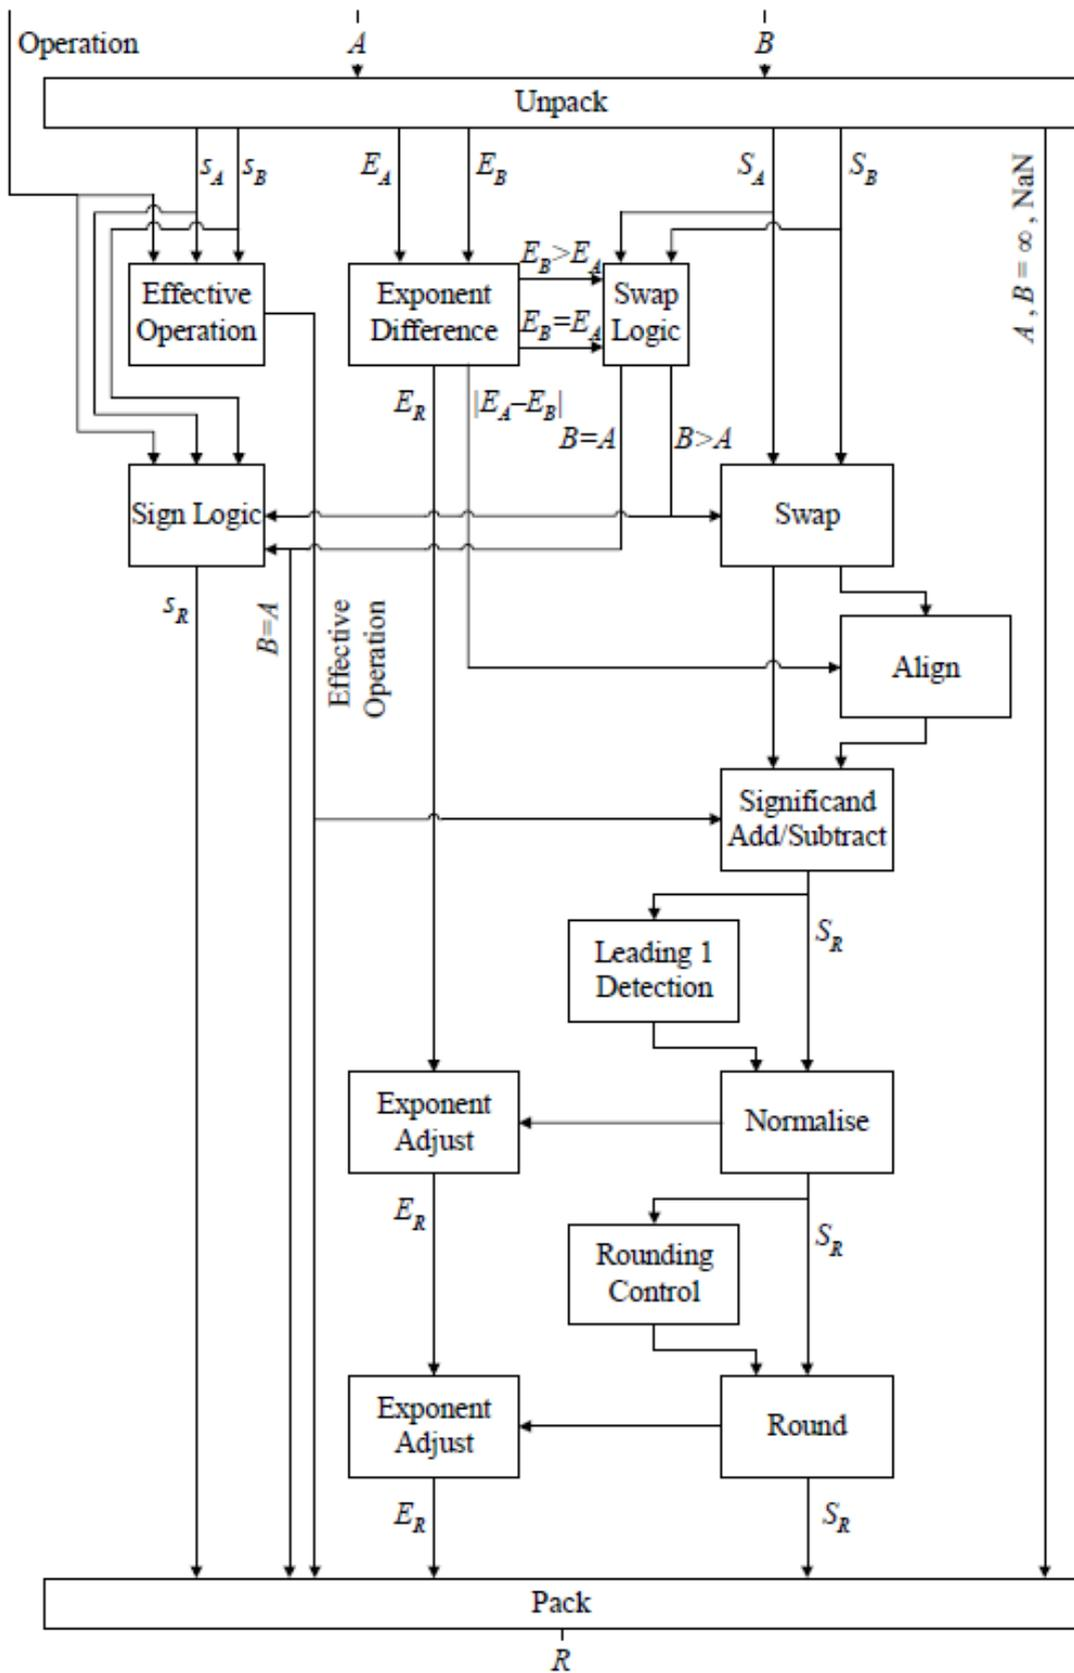 Operation
A
B
Unpack
s_A
s_B
E_A
E_B
S_A
S_B
A , B = ∞ , NaN
Effective
Operation
Exponent
Difference
E_B>E_A
E_B=E_A
Swap
Logic
E_R
|E_A–E_B|
B=A
B>A
Sign Logic
Swap
s_R
B=A
Effective
Operation
Align
Significand
Add/Subtract
S_R
Leading 1
Detection
Exponent
Adjust
Normalise
E_R
S_R
Rounding
Control
Exponent
Adjust
Round
E_R
S_R
Pack
R